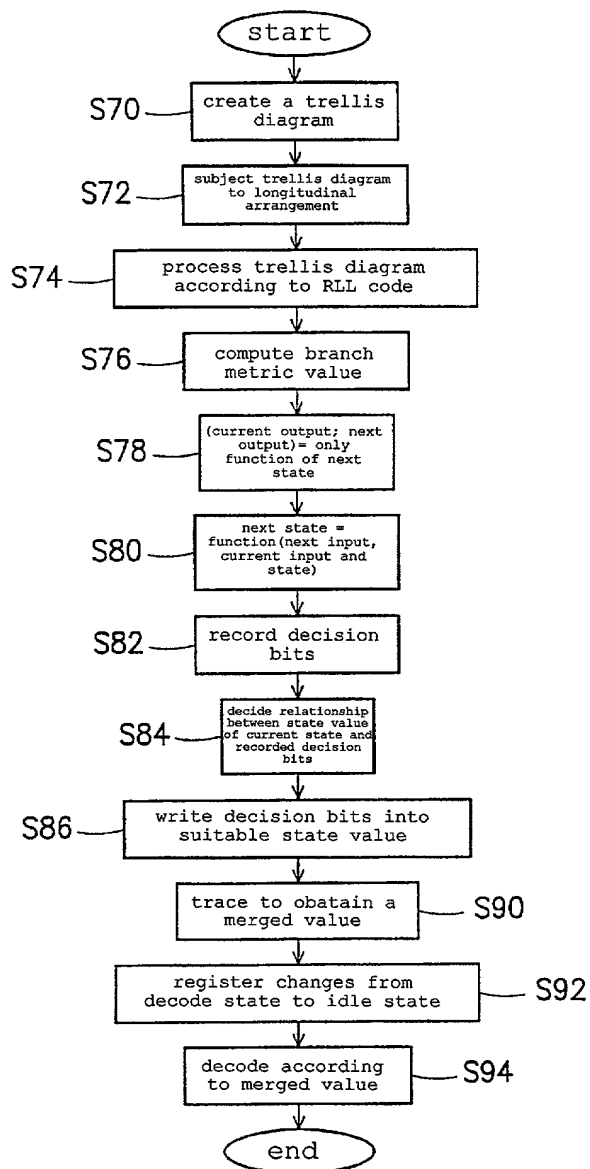 start
S70
create a trellis
diagram
S72
subject trellis diagram
to longitudinal
arrangement
S74
process trellis diagram
according to RLL code
S76
compute branch
metric value
S78
(current output; next
output)= only
function of next
state
S80
next state =
function(next input,
current input and
state)
S82
record decision
bits
S84
decide relationship
between state value
of current state and
recorded decision
bits
S86
write decision bits into
suitable state value
trace to obatain a
merged value
S90
register changes from
decode state to idle state
S92
decode according
to merged value
S94
end